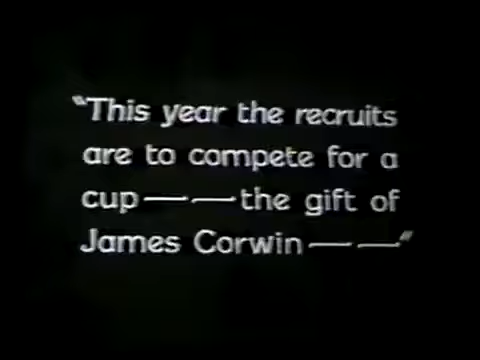 “This year the recruits
are to compete for a
cup — — the gift of
James Corwin — —”